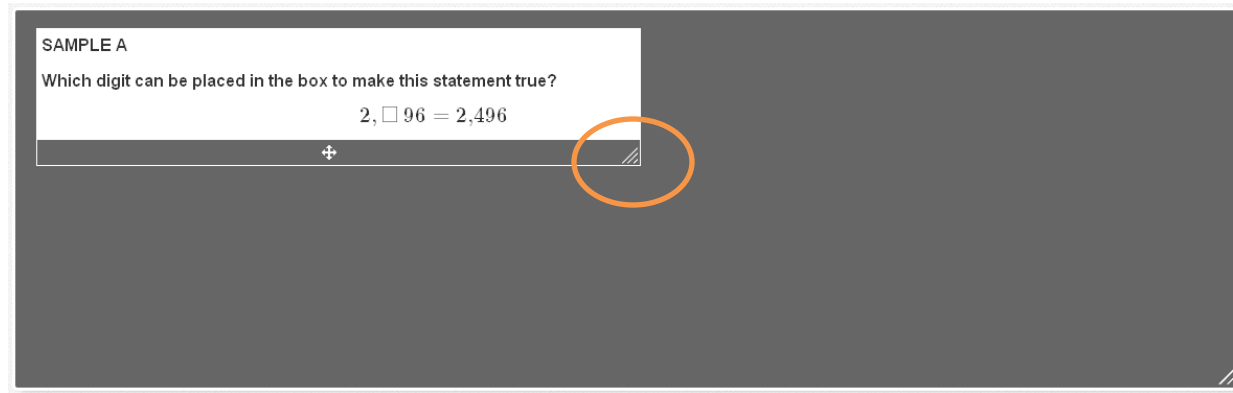 SAMPLE A
Which digit can be placed in the box to make this statement true?
2, □ 96 = 2,496